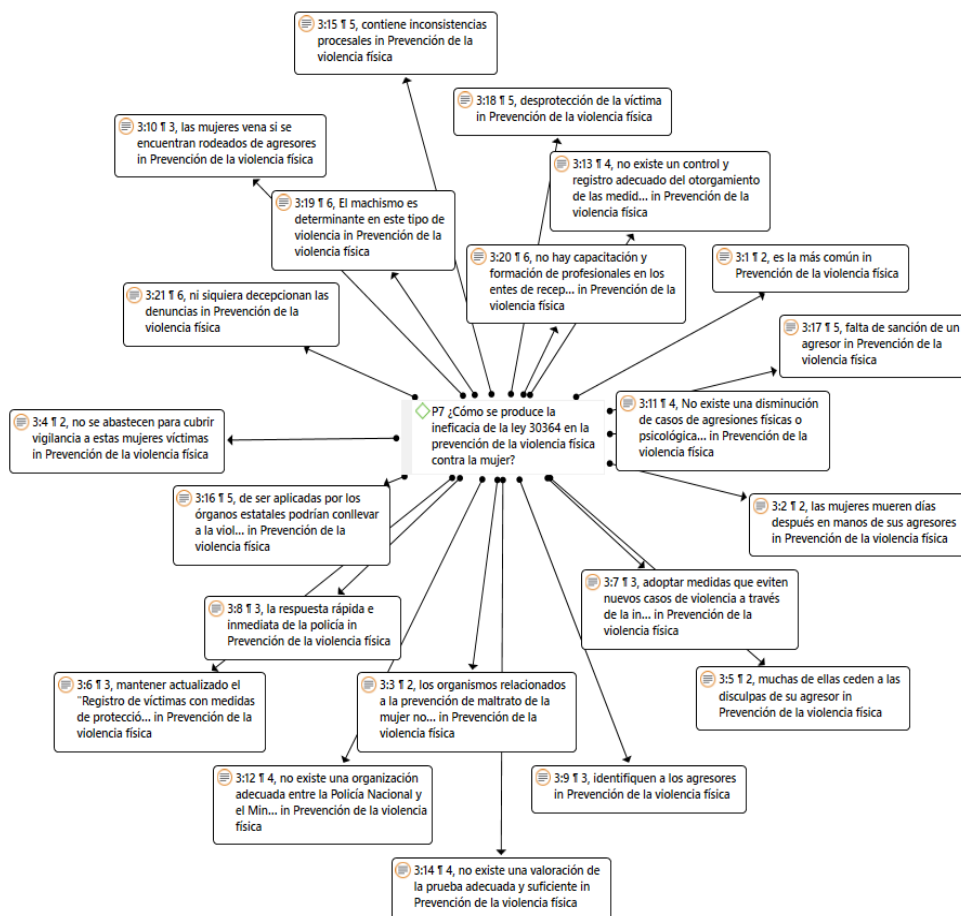 3:15 ¶ 5, contiene inconsistencias
procesales in Prevención de la
violencia física
3:18 ¶ 5, desprotección de la víctima
in Prevención de la violencia física
3:10 ¶ 3, las mujeres vena si se
encuentran rodeados de agresores
in Prevención de la violencia física
3:13 ¶ 4, no existe un control y
registro adecuado del otorgamiento
de las medid... in Prevención de la
violencia física
3:19 ¶ 6, El machismo es
determinante en este tipo de
violencia in Prevención de la
violencia física
3:20 ¶ 6, no hay capacitación y
formación de profesionales en los
entes de recep... in Prevención de la
violencia física
3:1 ¶ 2, es la más común in
Prevención de la violencia física
3:21 ¶ 6, ni siquiera decepcionan las
denuncias in Prevención de la
violencia física
3:17 ¶ 5, falta de sanción de un
agresor in Prevención de la
violencia física
P7 ¿Cómo se produce la
ineficacia de la ley 30364 en la
prevención de la violencia física
contra la mujer?
3:11 ¶ 4, No existe una disminución
de casos de agresiones físicas o
psicológica... in Prevención de la
violencia física
3:4 ¶ 2, no se abastecen para cubrir
vigilancia a estas mujeres víctimas
in Prevención de la violencia física
3:16 ¶ 5, de ser aplicadas por los
órganos estatales podrían conllevar
a la viol... in Prevención de la
violencia física
3:2 ¶ 2, las mujeres mueren días
después en manos de sus agresores
in Prevención de la violencia física
3:7 ¶ 3, adoptar medidas que eviten
nuevos casos de violencia a través
de la in... in Prevención de la
violencia física
3:8 ¶ 3, la respuesta rápida e
inmediata de la policía in
Prevención de la violencia física
3:6 ¶ 3, mantener actualizado el
¨Registro de víctimas con medidas
de protecció... in Prevención de la
violencia física
3:3 ¶ 2, los organismos relacionados
a la prevención de maltrato de la
mujer no... in Prevención de la
violencia física
3:5 ¶ 2, muchas de ellas ceden a las
disculpas de su agresor in
Prevención de la violencia física
3:12 ¶ 4, no existe una organización
adecuada entre la Policía Nacional y
el Min... in Prevención de la violencia
física
3:9 ¶ 3, identifiquen a los agresores
in Prevención de la violencia física
3:14 ¶ 4, no existe una valoración de
la prueba adecuada y suficiente in
Prevención de la violencia física